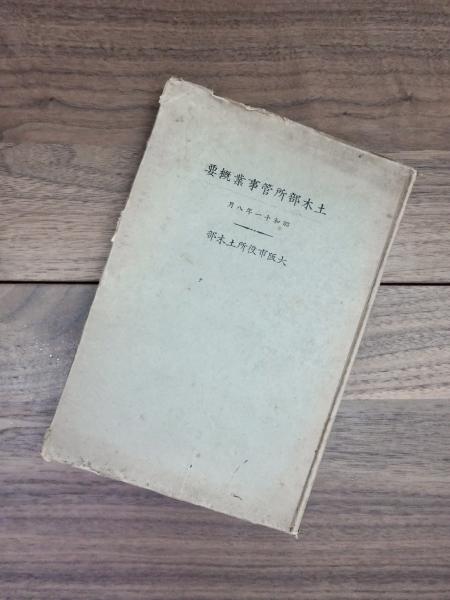 土木部所管事業概要
昭和十一年八月
大阪市役所土木部